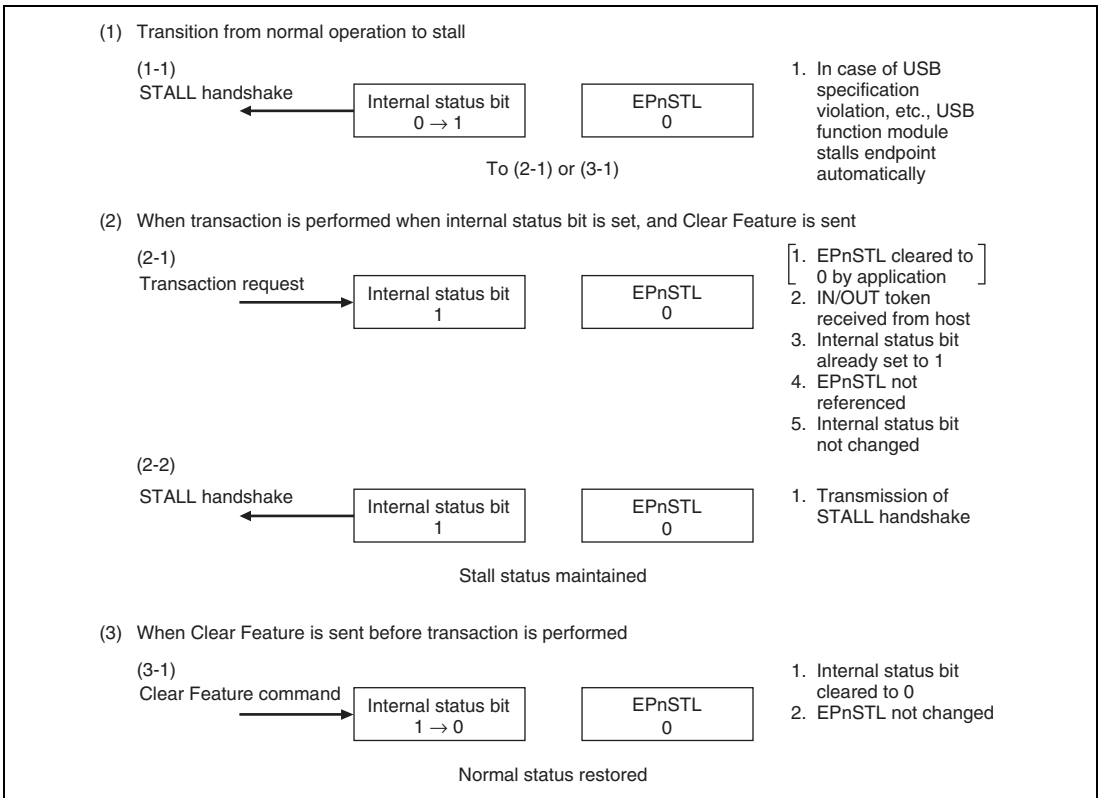 (1) Transition from normal operation to stall
(1-1)
STALL handshake
Internal status bit
0 → 1
EPnSTL
0
To (2-1) or (3-1)
1. In case of USB
specification
violation, etc., USB
function module
stalls endpoint
automatically
(2) When transaction is performed when internal status bit is set, and Clear Feature is sent
(2-1)
Transaction request
Internal status bit
1
EPnSTL
0
1. EPnSTL cleared to
0 by application
2. IN/OUT token
received from host
3. Internal status bit
already set to 1
4. EPnSTL not
referenced
5. Internal status bit
not changed
(2-2)
STALL handshake
Internal status bit
1
EPnSTL
0
1. Transmission of
STALL handshake
Stall status maintained
(3) When Clear Feature is sent before transaction is performed
(3-1)
Clear Feature command
Internal status bit
1 → 0
EPnSTL
0
1. Internal status bit
cleared to 0
2. EPnSTL not changed
Normal status restored